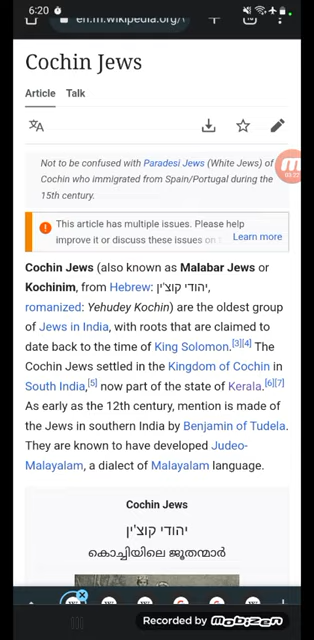 6:20
en.m.wikipedia.org/
Cochin Jews
Article Talk
Not to be confused with Paradesi Jews (White Jews) of
Cochin who immigrated from Spain/Portugal during the
15th century.
This article has multiple issues. Please help
improve it or discuss these issues on
Learn more
Cochin Jews (also known as Malabar Jews or
Kochinim, from Hebrew: יהודי קוצ'ין,
romanized: Yehudey Kochin) are the oldest group
of Jews in India, with roots that are claimed to
date back to the time of King Solomon.[3][4] The
Cochin Jews settled in the Kingdom of Cochin in
South India,[5] now part of the state of Kerala.[6][7]
As early as the 12th century, mention is made of
the Jews in southern India by Benjamin of Tudela.
They are known to have developed Judeo-
Malayalam, a dialect of Malayalam language.
Cochin Jews
יהודי קוצ'ין
കൊച്ചിയിലെ ജൂതന്മാർ
Recorded by Mobizen